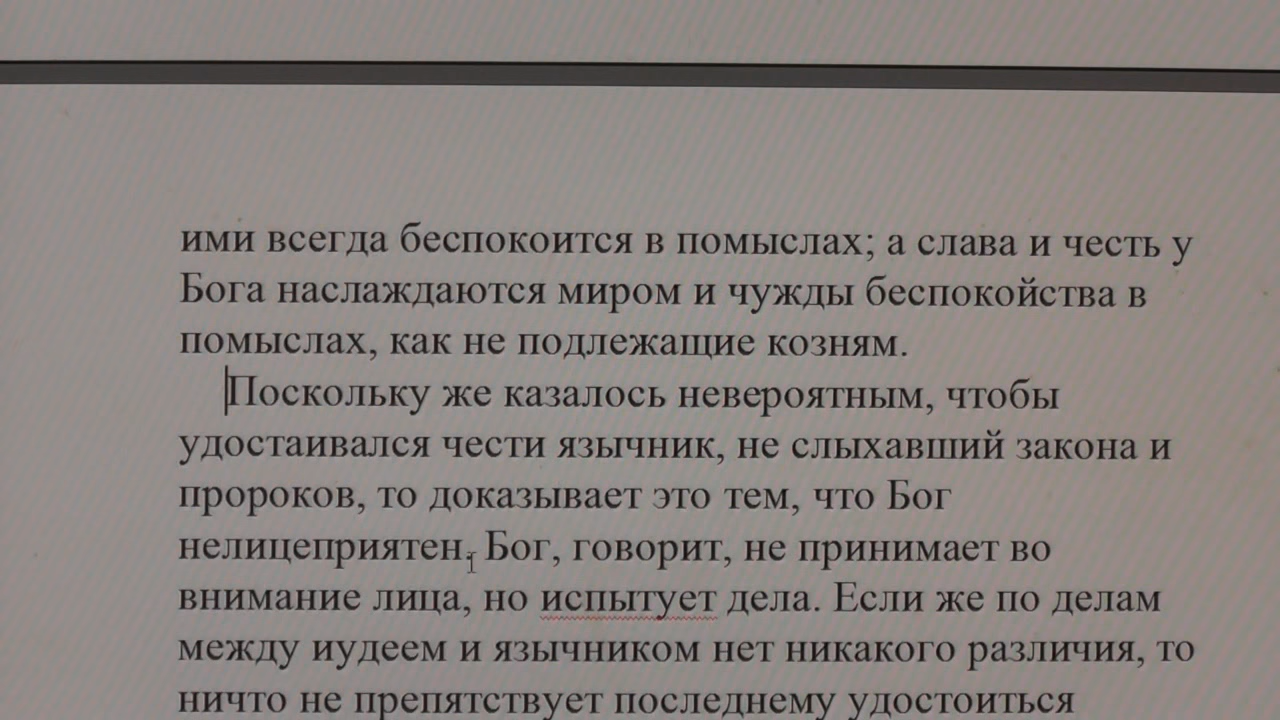 ими всегда беспокоится в помыслах; а слава и честь у
Бога наслаждаются миром и чужды беспокойства в
помыслах, как не подлежащие козням.
Поскольку же казалось невероятным, чтобы
удостаивался чести язычник, не слыхавший закона и
пророков, то доказывает это тем, что Бог
нелицеприятен. Бог, говорит, не принимает во
внимание лица, но испытует дела. Если же по делам
между иудеем и язычником нет никакого различия, то
ничто не препятствует последнему удостоиться